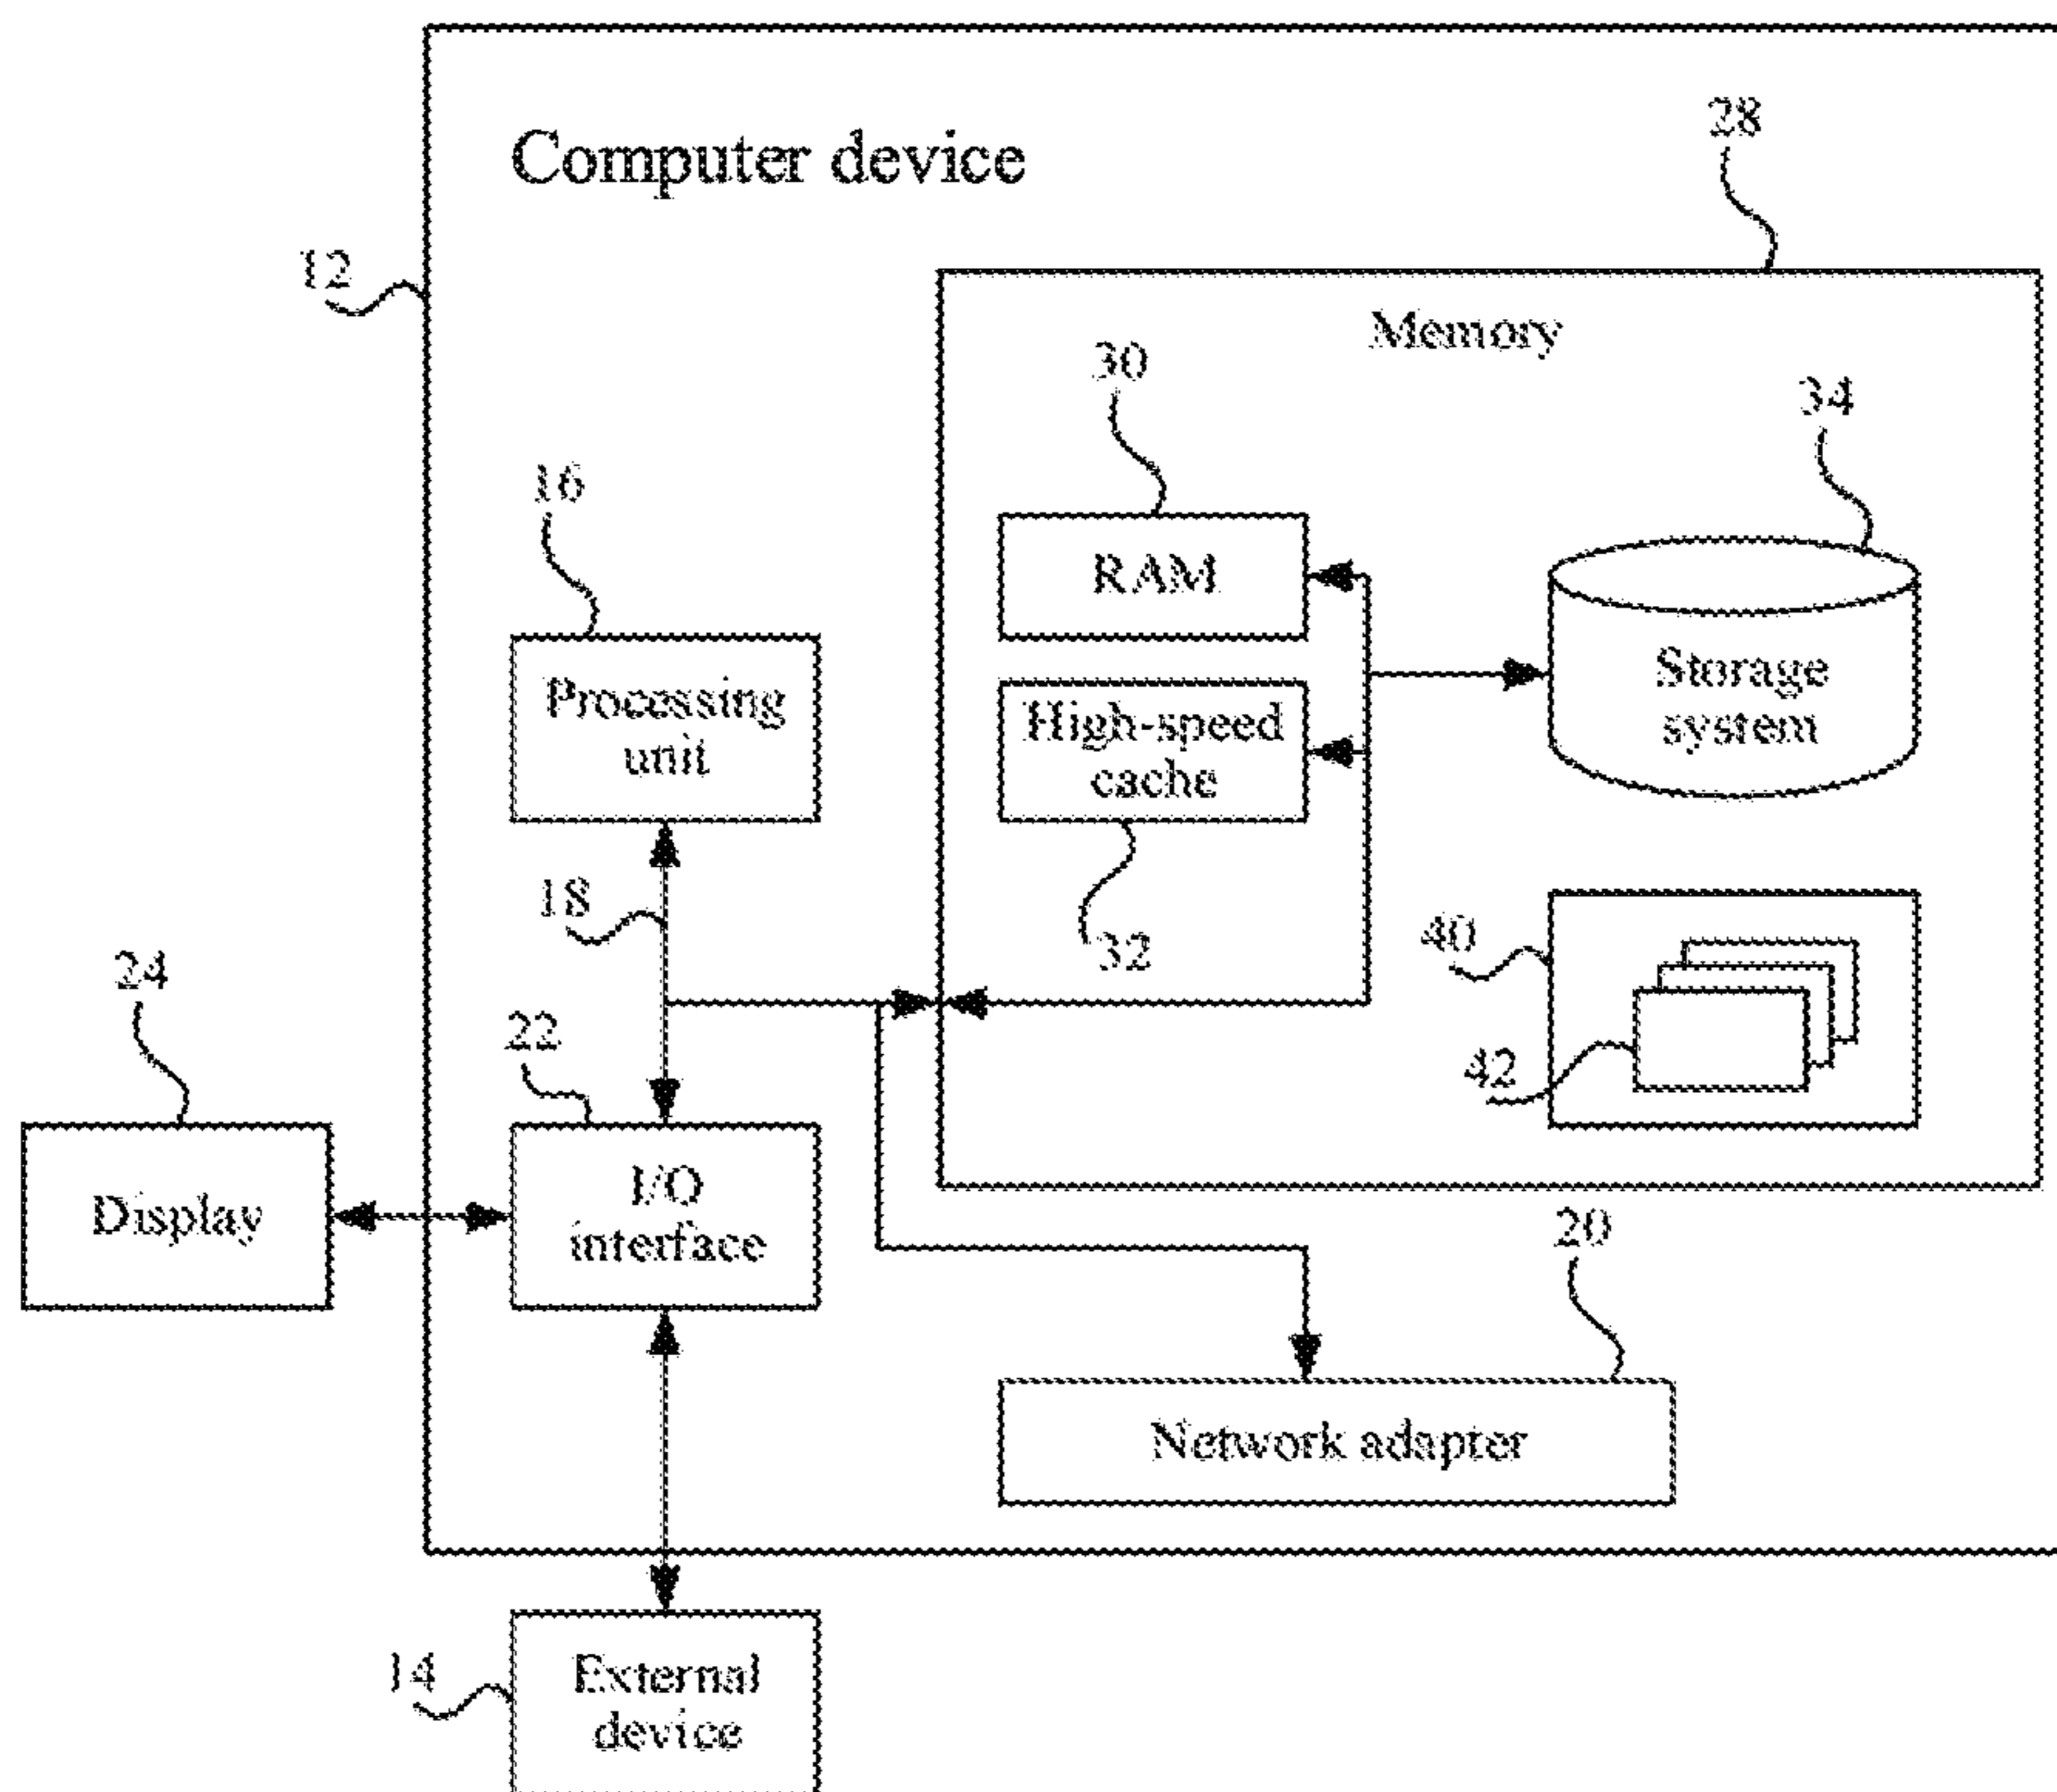 28
Computer device
12
Memory
30
34
16
RAM
Storage
system
Processing
unit
High-speed
cache
18
32
40
24
22
42
Display
I/O
interface
20
Network adapter
14
External
device